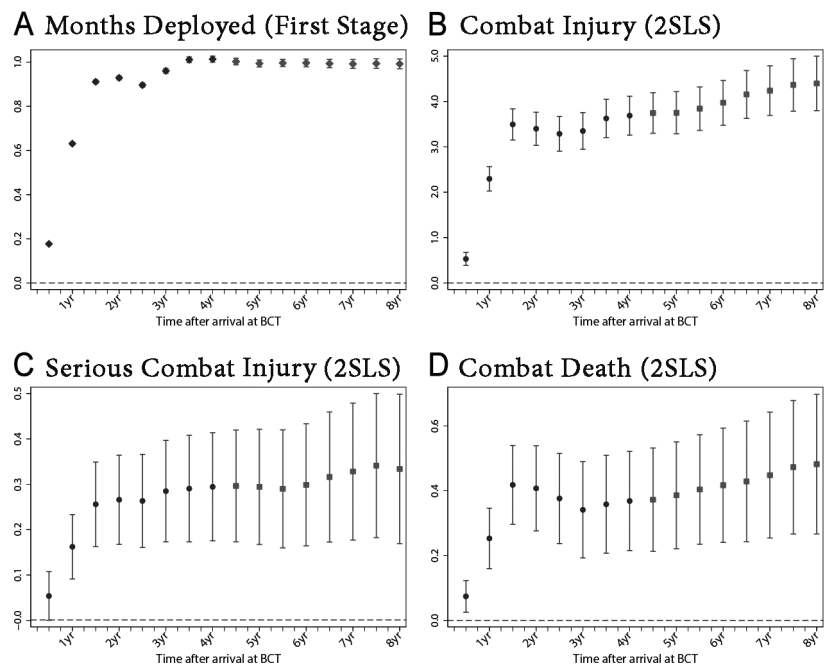 A Months Deployed (First Stage)
1.0
0.8
0.6
0.4
0.2
0.0
1yr 2yr 3yr 4yr 5yr 6yr 7yr 8yr
Time after arrival at BCT
B Combat Injury (2SLS)
5.0
4.0
3.0
2.0
1.0
0.0
1yr 2yr 3yr 4yr 5yr 6yr 7yr 8yr
Time after arrival at BCT
C Serious Combat Injury (2SLS)
0.5
0.4
0.3
0.2
0.1
−0.0
1yr 2yr 3yr 4yr 5yr 6yr 7yr 8yr
Time after arrival at BCT
D Combat Death (2SLS)
0.6
0.4
0.2
0.0
1yr 2yr 3yr 4yr 5yr 6yr 7yr 8yr
Time after arrival at BCT